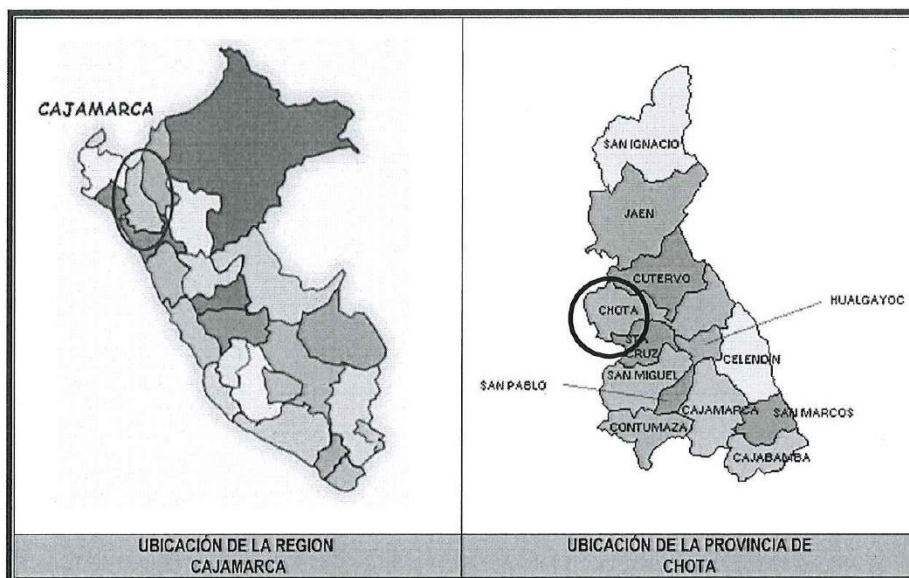 CAJAMARCA
UBICACIÓN DE LA REGION
CAJAMARCA
SAN IGNACIO
JAEN
CUTERVO
CHOTA
HUALGAYOC
STA
CRUZ
CELENDIN
SAN MIGUEL
SAN PABLO
CAJAMARCA
SAN MARCOS
CONTUMAZA
CAJABAMBA
UBICACIÓN DE LA PROVINCIA DE
CHOTA